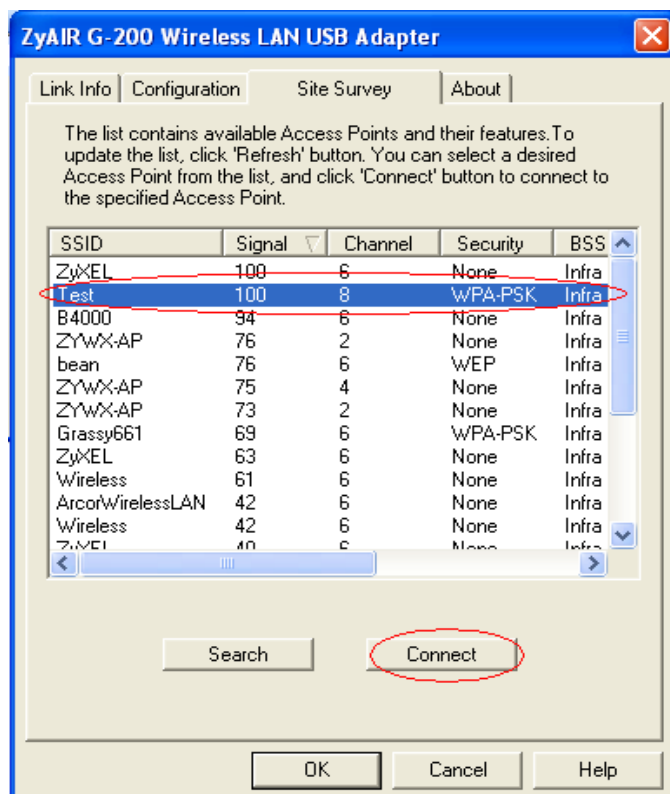 ZyAIR G-200 Wireless LAN USB Adapter
Link Info Configuration Site Survey About
The list contains available Access Points and their features.To
update the list, click 'Refresh' button. You can select a desired
Access Point from the list, and click 'Connect' button to connect to
the specified Access Point.
SSID Signal Channel Security BSS
ZyXEL 100 6 None Infra
Test 100 8 WPA-PSK Infra
B4000 94 6 None Infra
ZYWX-AP 76 2 None Infra
bean 76 6 WEP Infra
ZYWX-AP 75 4 None Infra
ZYWX-AP 73 2 None Infra
Grassy661 69 6 WPA-PSK Infra
ZyXEL 63 6 None Infra
Wireless 61 6 None Infra
ArcorWirelessLAN 42 6 None Infra
Wireless 42 6 None Infra
ZyXEL 40 6 None Infra
Search Connect
OK Cancel Help